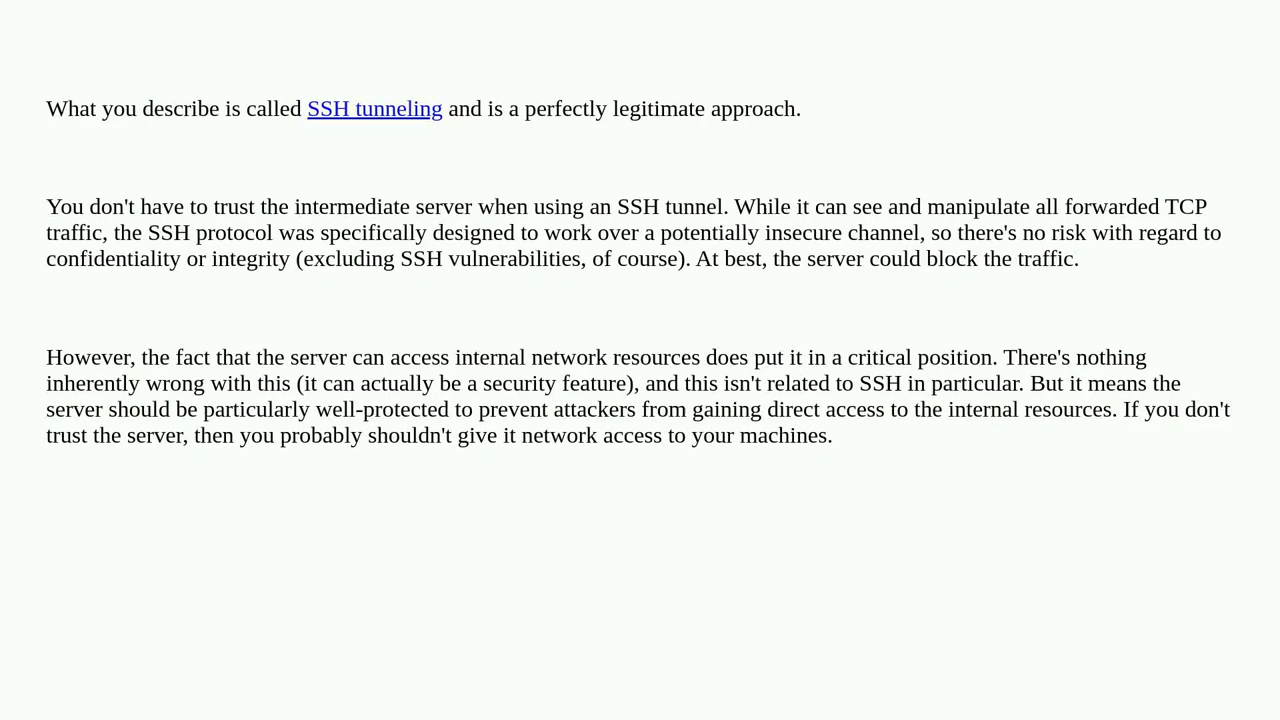 What you describe is called SSH tunneling and is a perfectly legitimate approach.
You don't have to trust the intermediate server when using an SSH tunnel. While it can see and manipulate all forwarded TCP
traffic, the SSH protocol was specifically designed to work over a potentially insecure channel, so there's no risk with regard to
confidentiality or integrity (excluding SSH vulnerabilities, of course). At best, the server could block the traffic.
However, the fact that the server can access internal network resources does put it in a critical position. There's nothing
inherently wrong with this (it can actually be a security feature), and this isn't related to SSH in particular. But it means the
server should be particularly well-protected to prevent attackers from gaining direct access to the internal resources. If you don't
trust the server, then you probably shouldn't give it network access to your machines.